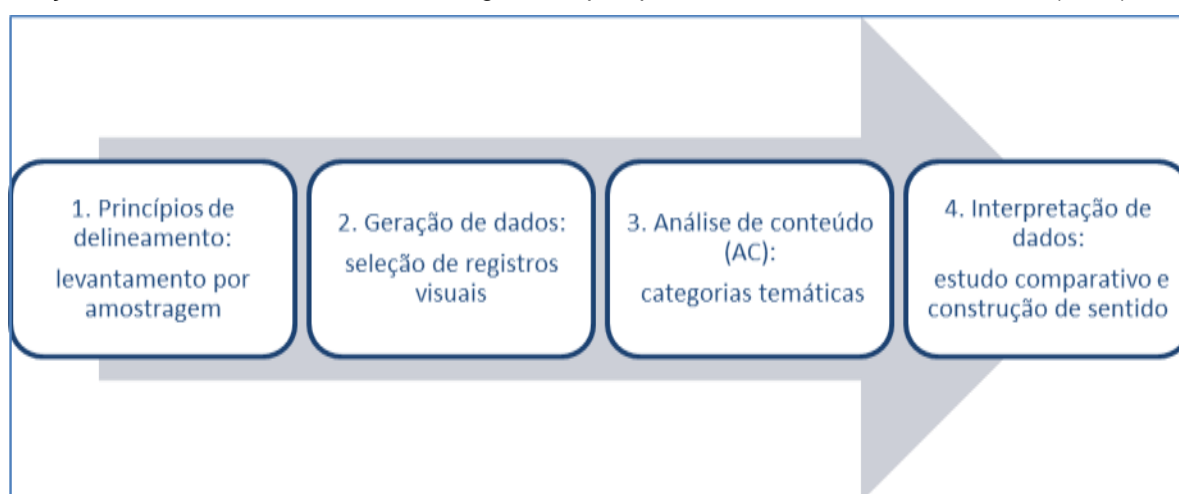 1. Princípios de
delineamento:
levantamento por
amostragem
2. Geração de dados:
seleção de registros
visuais
3. Análise de conteúdo
(AC):
categorias temáticas
4. Interpretação de
dados:
estudo comparativo e
construção de sentido